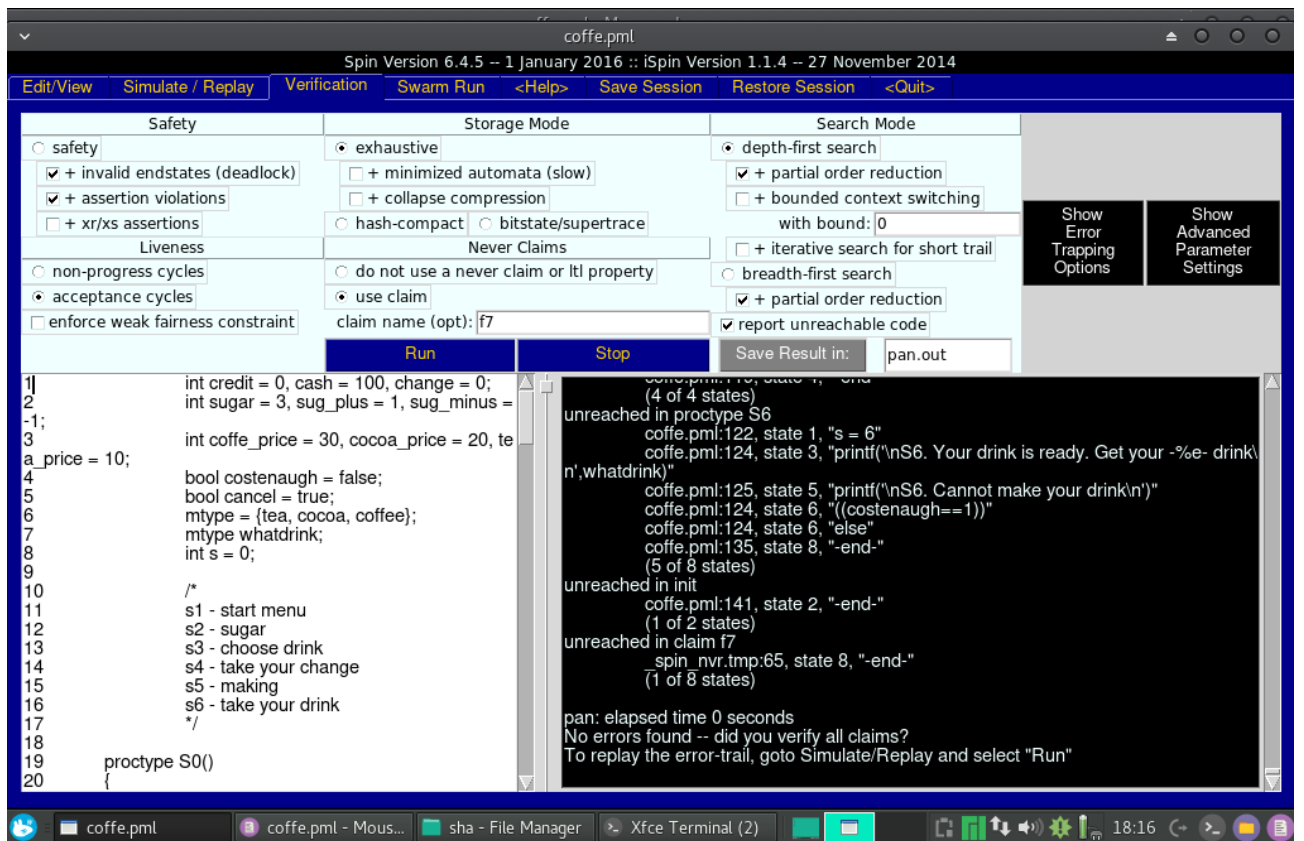 coffe.pml
Spin Version 6.4.5 -- 1 January 2016 :: iSpin Version 1.1.4 -- 27 November 2014
Edit/View Simulate / Replay Verification Swarm Run <Help> Save Session Restore Session <Quit>
Safety
safety
+ invalid endstates (deadlock)
+ assertion violations
+ xr/xs assertions
Liveness
non-progress cycles
acceptance cycles
enforce weak fairness constraint
Storage Mode
exhaustive
+ minimized automata (slow)
+ collapse compression
hash-compact bitstate/supertrace
Never Claims
do not use a never claim or ltl property
use claim
claim name (opt): f7
Run Stop
Search Mode
depth-first search
+ partial order reduction
+ bounded context switching
with bound: 0
+ iterative search for short trail
breadth-first search
+ partial order reduction
report unreachable code
Save Result in: pan.out
Show
Error
Trapping
Options
Show
Advanced
Parameter
Settings
1 int credit = 0, cash = 100, change = 0;
2 int sugar = 3, sug_plus = 1, sug_minus =
-1;
3 int coffe_price = 30, cocoa_price = 20, te
a_price = 10;
4 bool costenaugh = false;
5 bool cancel = true;
6 mtype = {tea, cocoa, coffee};
7 mtype whatdrink;
8 int s = 0;
9
10 /*
11 s1 - start menu
12 s2 - sugar
13 s3 - choose drink
14 s4 - take your change
15 s5 - making
16 s6 - take your drink
17 */
18
19 proctype S0()
20 {
(4 of 4 states)
unreached in proctype S6
coffe.pml:122, state 1, "s = 6"
coffe.pml:124, state 3, "printf('\nS6. Your drink is ready. Get your -%e- drink\
n',whatdrink)"
coffe.pml:125, state 5, "printf('\nS6. Cannot make your drink\n')"
coffe.pml:124, state 6, "((costenaugh==1))"
coffe.pml:124, state 6, "else"
coffe.pml:135, state 8, "-end-"
(5 of 8 states)
unreached in init
coffe.pml:141, state 2, "-end-"
(1 of 2 states)
unreached in claim f7
_spin_nvr.tmp:65, state 8, "-end-"
(1 of 8 states)
pan: elapsed time 0 seconds
No errors found -- did you verify all claims?
To replay the error-trail, goto Simulate/Replay and select "Run"
coffe.pml coffe.pml - Mous... sha - File Manager Xfce Terminal (2) 18:16